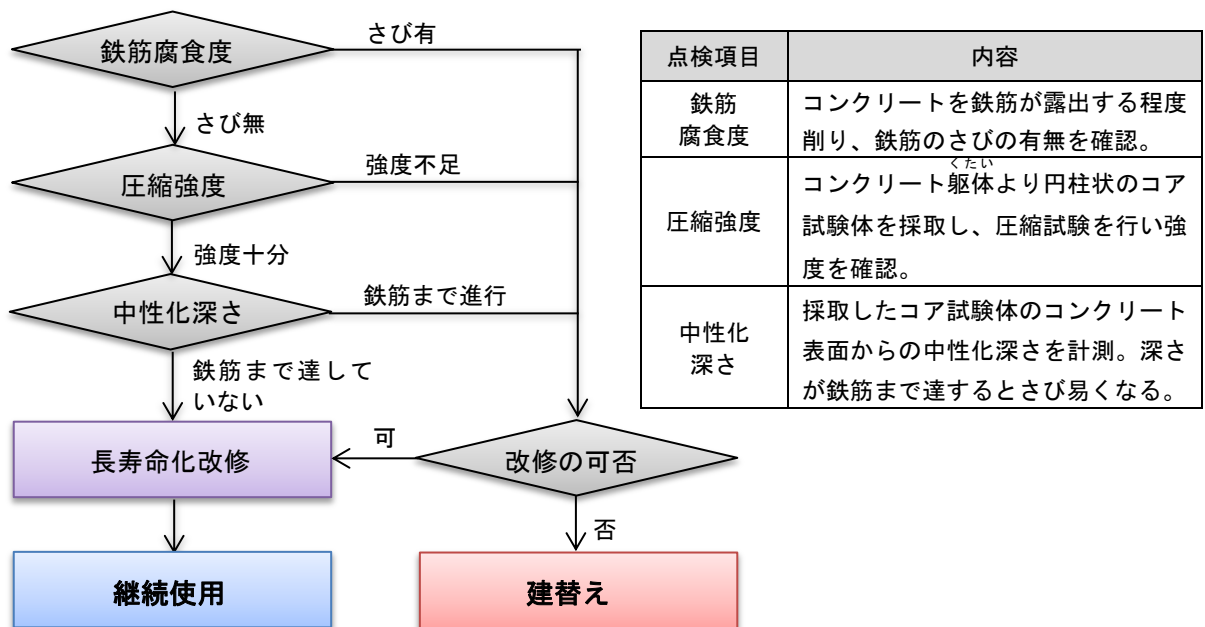 鉄筋腐食度
さび有
さび無
圧縮強度
強度不足
強度十分
中性化深さ
鉄筋まで進行
鉄筋まで達して
いない
長寿命化改修
可
改修の可否
否
継続使用
建替え
点検項目
内容
鉄筋
腐食度
コンクリートを鉄筋が露出する程度
削り、鉄筋のさびの有無を確認。
圧縮強度
くたい
コンクリート躯体より円柱状のコア
試験体を採取し、圧縮試験を行い強
度を確認。
中性化
深さ
採取したコア試験体のコンクリート
表面からの中性化深さを計測。深さ
が鉄筋まで達するとさび易くなる。